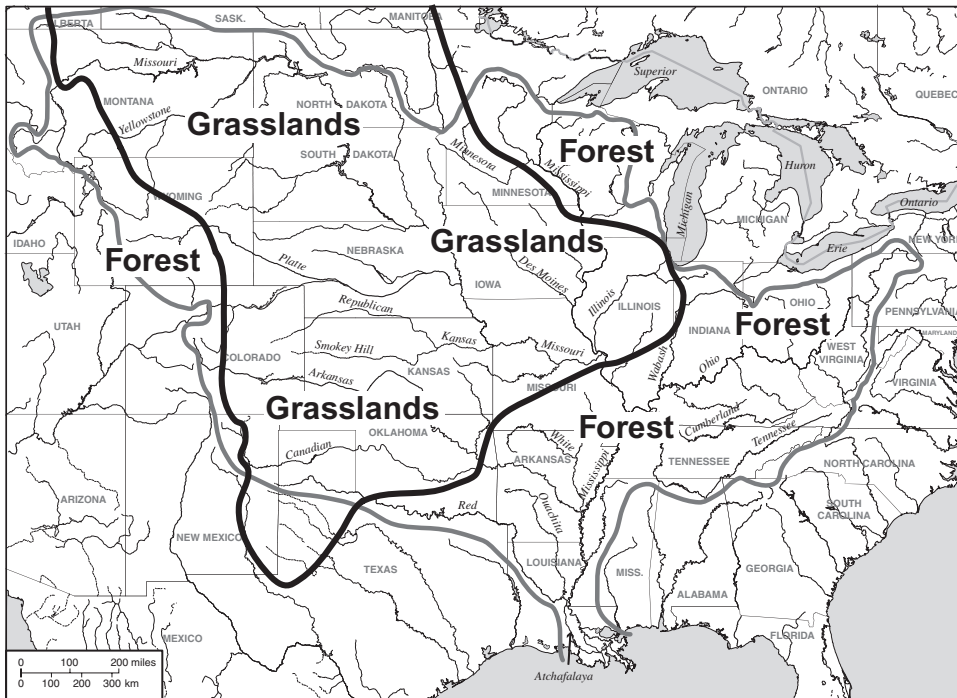 ALBERTA
SASK.
MANITOBA
Missouri
Superior
ONTARIO
QUEBEC
MONTANA
Yellowstone
NORTH DAKOTA
Grasslands
SOUTH DAKOTA
Minnesota
Mississippi
Forest
Huron
MINNESOTA
Michigan
MICHIGAN
Ontario
WYOMING
IDAHO
NEBRASKA
Grasslands
Erie
NEW YORK
Forest
Platte
Des Moines
IOWA
Illinois
ILLINOIS
OHIO
PENNSYLVANIA
Republican
INDIANA
Forest
MARYLAND
UTAH
COLORADO
Smokey Hill
Kansas
Missouri
Wabash
Ohio
WEST
VIRGINIA
Arkansas
KANSAS
MISSOURI
VIRGINIA
Grasslands
Forest
Cumberland
Tennessee
OKLAHOMA
Canadian
White
ARKANSAS
Mississippi
TENNESSEE
NORTH CAROLINA
ARIZONA
Red
Ouachita
SOUTH
CAROLINA
NEW MEXICO
TEXAS
LOUISIANA
MISS.
ALABAMA
GEORGIA
MEXICO
FLORIDA
0 100 200 miles
0 100 200 300 km
Atchafalaya